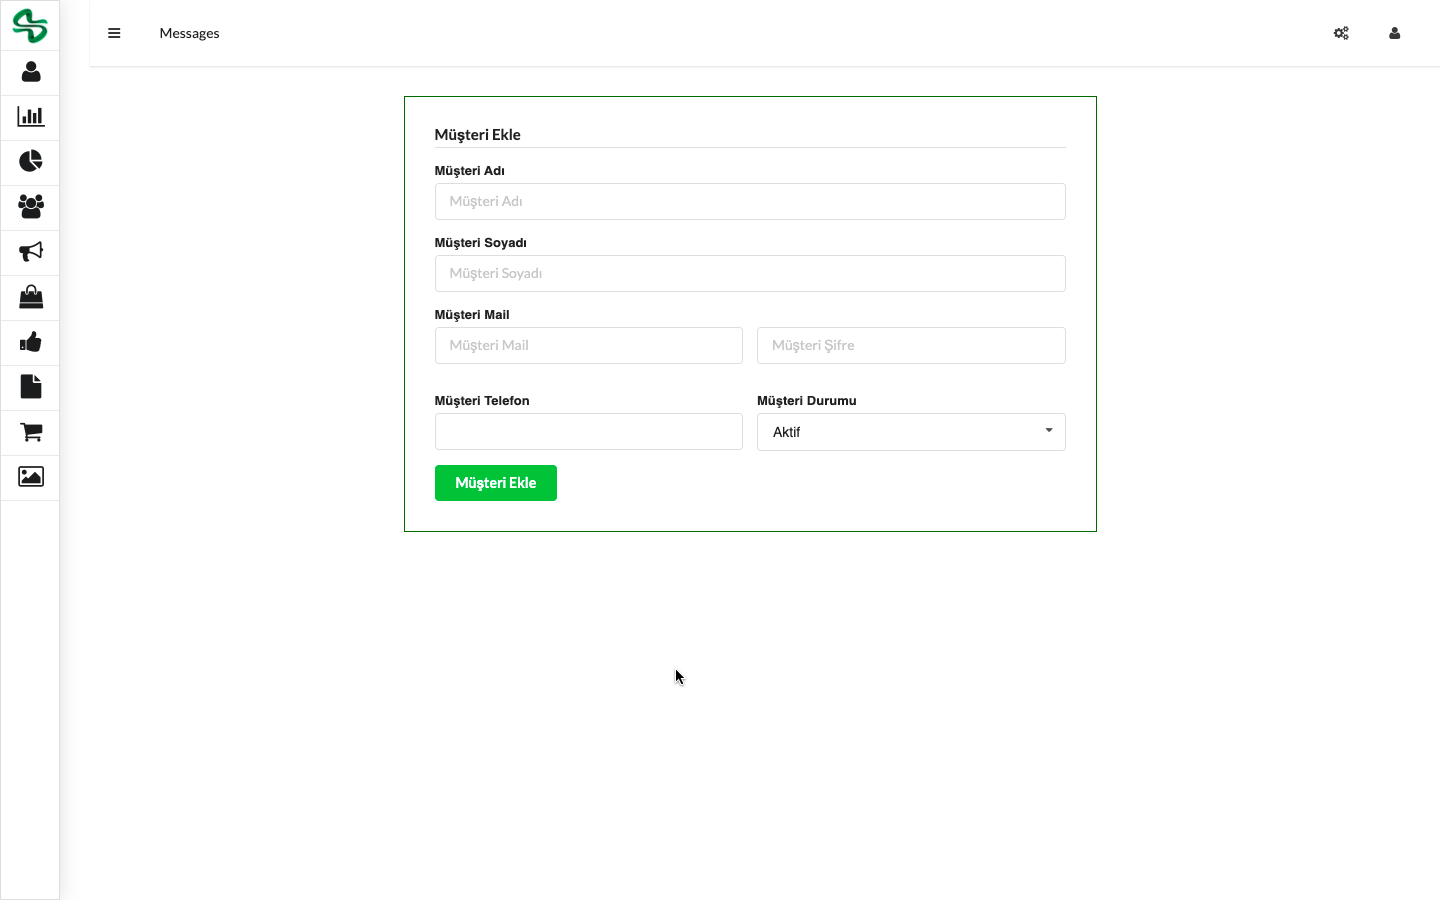 Messages
Müşteri Ekle
Müşteri Adı
Müşteri Adı
Müşteri Soyadı
Müşteri Soyadı
Müşteri Mail
Müşteri Mail
Müşteri Şifre
Müşteri Telefon
Müşteri Durumu
Aktif
Müşteri Ekle